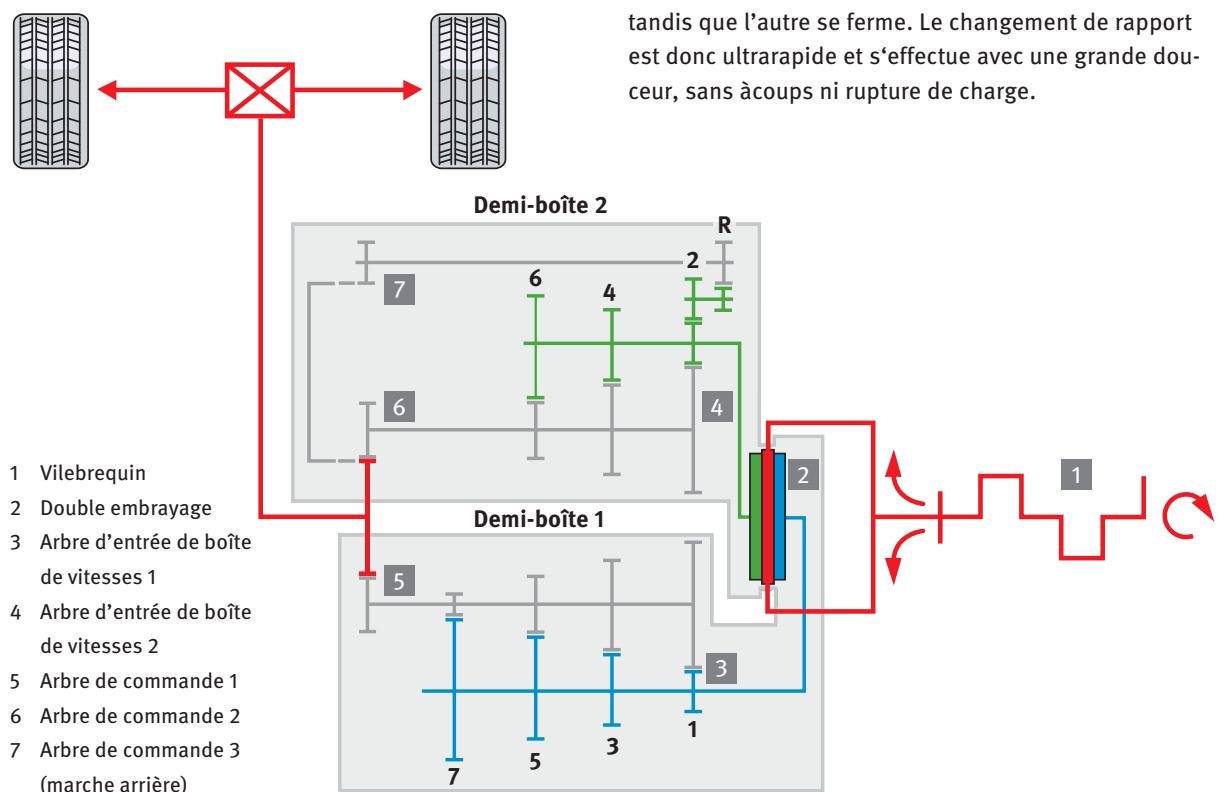 tandis que l’autre se ferme. Le changement de rapport
est donc ultrarapide et s‘effectue avec une grande dou-
ceur, sans àcoups ni rupture de charge.
Demi-boîte 2
R
2
6
4
7
6
4
2
1
1 Vilebrequin
2 Double embrayage
3 Arbre d’entrée de boîte
de vitesses 1
4 Arbre d’entrée de boîte
de vitesses 2
5 Arbre de commande 1
6 Arbre de commande 2
7 Arbre de commande 3
(marche arrière)
Demi-boîte 1
5
3
1
3
5
7